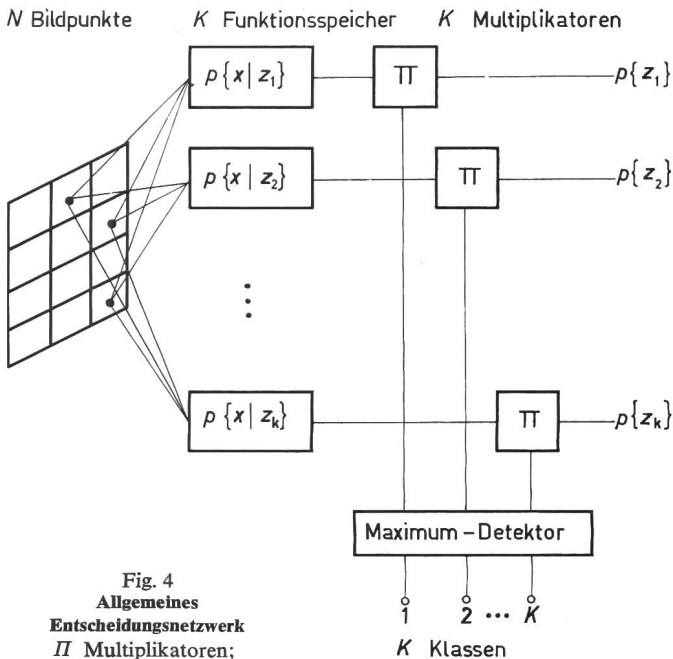 N Bildpunkte K Funktionsspeicher K Multiplikatoren
p{x|z₁} Π p{z₁}
p{x|z₂} Π p{z₂}
⋮
p{x|zₖ} Π p{zₖ}
Maximum – Detektor
1 2 ••• K
K Klassen
Fig. 4
Allgemeines
Entscheidungsnetzwerk
Π Multiplikatoren;